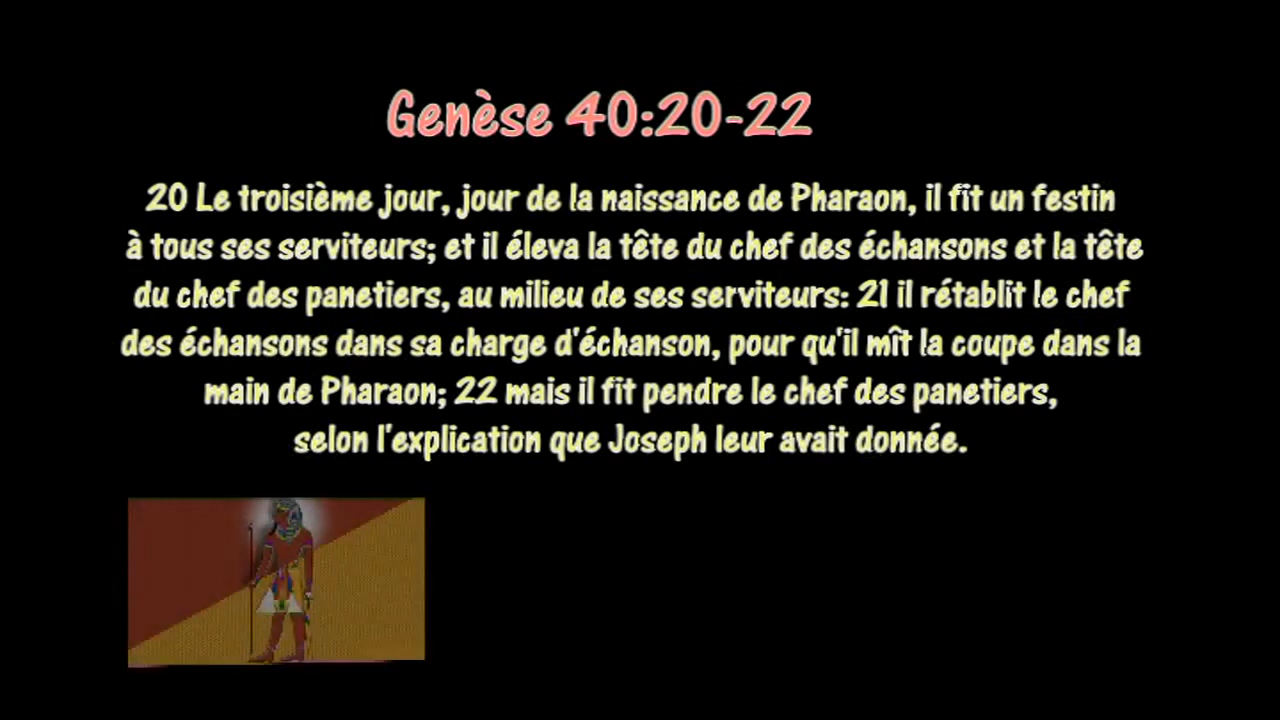 Genèse 40:20-22
20 Le troisième jour, jour de la naissance de Pharaon, il fit un festin
à tous ses serviteurs; et il éleva la tête du chef des échansons et la tête
du chef des panetiers, au milieu de ses serviteurs: 21 il rétablit le chef
des échansons dans sa charge d'échanson, pour qu'il mît la coupe dans la
main de Pharaon; 22 mais il fit pendre le chef des panetiers,
selon l'explication que Joseph leur avait donnée.